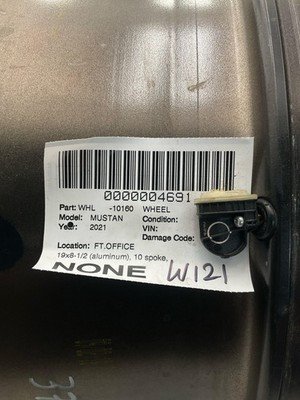 0000004691
Part: WHL -10160 WHEEL
Model: MUSTAN Condition:
Year: 2021 VIN:
Damage Code:
Location: FT.OFFICE
19x8-1/2 (aluminum), 10 spoke,
NONE W121
37